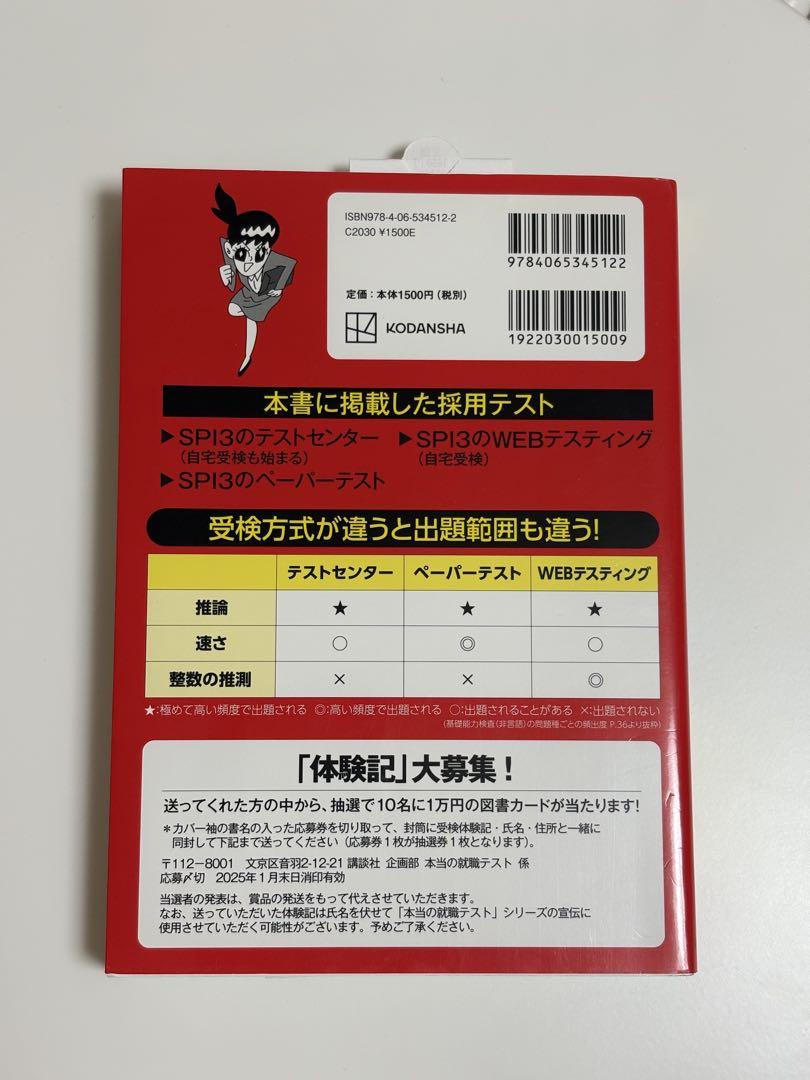 ISBN978-4-06-534512-2
C2030 ¥1500E
9784065345122
定価：本体1500円（税別）
KODANSHA
1922030015009
本書に掲載した採用テスト
▶SPI3のテストセンター
（自宅受検も始まる）
▶SPI3のWEBテスティング
（自宅受検）
▶SPI3のペーパーテスト
受検方式が違うと出題範囲も違う！
テストセンター ペーパーテスト WEBテスティング
推論 ★ ★ ★
速さ ○ ◎ ○
整数の推測 × × ◎
★：極めて高い頻度で出題される ◎：高い頻度で出題される ○：出題されることがある ×：出題されない
（基礎能力検査（非言語）の問題種ごとの頻出度 P.36より抜粋）
「体験記」大募集！
送ってくれた方の中から、抽選で10名に1万円の図書カードが当たります！
＊カバー袖の書名の入った応募券を切り取って、封筒に受検体験記・氏名・住所と一緒に
同封して下記まで送ってください（応募券1枚が抽選券1枚となります）。
〒112−8001 文京区音羽2-12-21 講談社 企画部 本当の就職テスト 係
応募〆切 2025年1月末日消印有効
当選者の発表は、賞品の発送をもって代えさせていただきます。
なお、送っていただいた体験記は氏名を伏せて「本当の就職テスト」シリーズの宣伝に
使用させていただく可能性がございます。予めご了承ください。